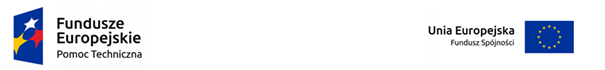 Fundusze
Europejskie
Pomoc Techniczna
Unia Europejska
Fundusz Spójności